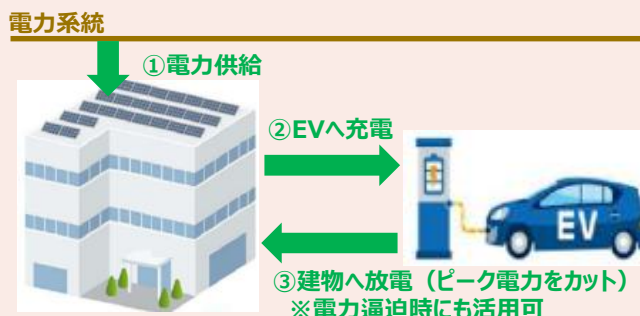 電力系統
①電力供給
②EVへ充電
EV
③建物へ放電（ピーク電力をカット）
※電力逼迫時にも活用可